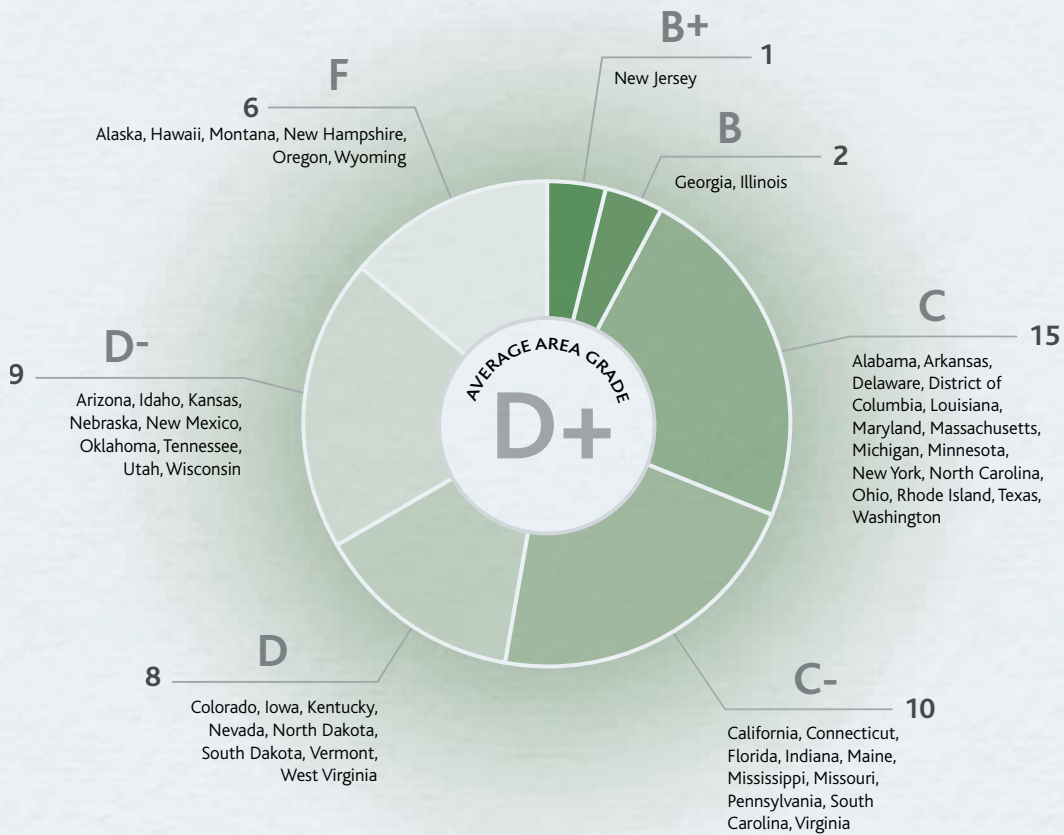 B+
1
New Jersey
B
2
Georgia, Illinois
C
15
Alabama, Arkansas,
Delaware, District of
Columbia, Louisiana,
Maryland, Massachusetts,
Michigan, Minnesota,
New York, North Carolina,
Ohio, Rhode Island, Texas,
Washington
C-
10
California, Connecticut,
Florida, Indiana, Maine,
Mississippi, Missouri,
Pennsylvania, South
Carolina, Virginia
D
8
Colorado, Iowa, Kentucky,
Nevada, North Dakota,
South Dakota, Vermont,
West Virginia
D-
9
Arizona, Idaho, Kansas,
Nebraska, New Mexico,
Oklahoma, Tennessee,
Utah, Wisconsin
F
6
Alaska, Hawaii, Montana, New Hampshire,
Oregon, Wyoming
AVERAGE AREA GRADE
D+